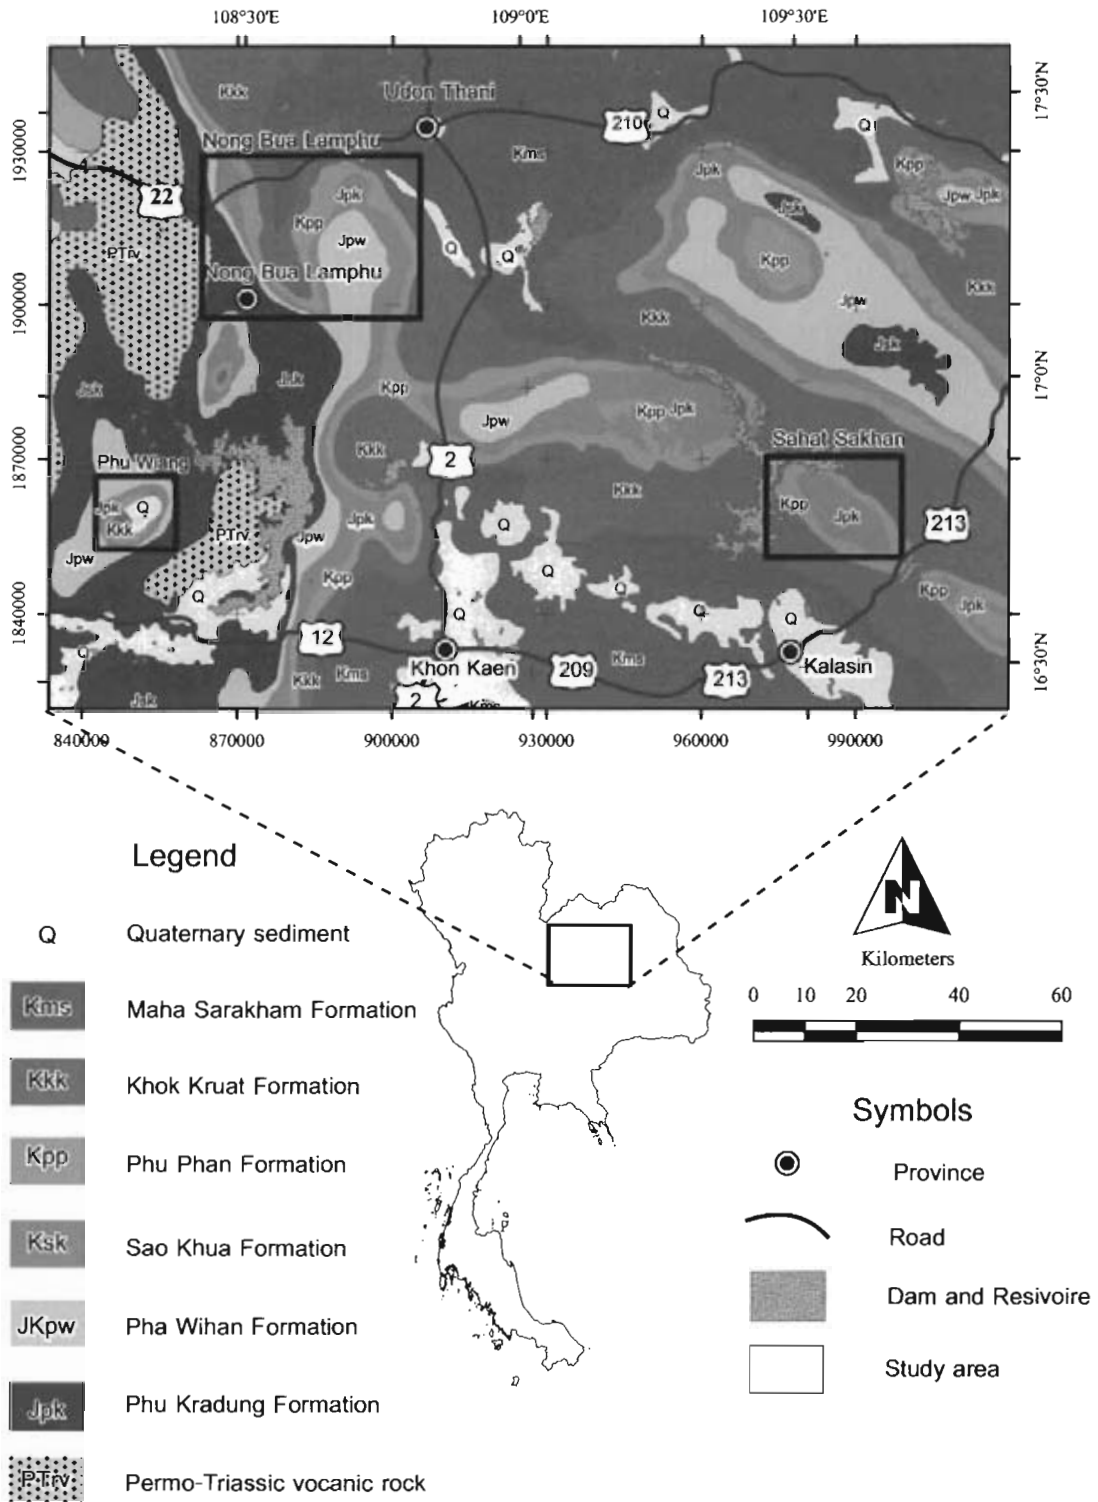 108°30'E 109°0'E 109°30'E
Kkk
Udon Thani
17°30'N
Q
210
Q
1930000
Nong Bua Lamphu
Kms
Kpp
Jpk
22
Jpk
Jpw Jpk
Jsk
Kpp
Jpw
Q
Q
PTrv
Kpp
Nong Bua Lamphu
Kkk
Jpw
1900000
Kkk
Jsk
17°0'N
Jsk
Jsk
Kpp
Kpp Jpk
Jpw
Sahat Sakhan
Kkk
1870000
Phu Wiang
2
Kkk
Jpk
Q
Kpp
Jpk
Kkk
Jpk
Q
213
PTrv
Jpw
Jpw
Q
Kpp
Q
Kpp
Q
Jpk
1840000
Q
Q
Q
12
Q
Khon Kaen
209
Kms
Kalasin
16°30'N
Kkk
Kms
213
Jsk
2
Kms
840000 870000 900000 930000 960000 990000
Legend
Q Quaternary sediment
Kms Maha Sarakham Formation
Kkk Khok Kruat Formation
Kpp Phu Phan Formation
Ksk Sao Khua Formation
JKpw Pha Wihan Formation
Jpk Phu Kradung Formation
PTrv Permo-Triassic vocanic rock
N
Kilometers
0 10 20 40 60
Symbols
Province
Road
Dam and Resivoire
Study area